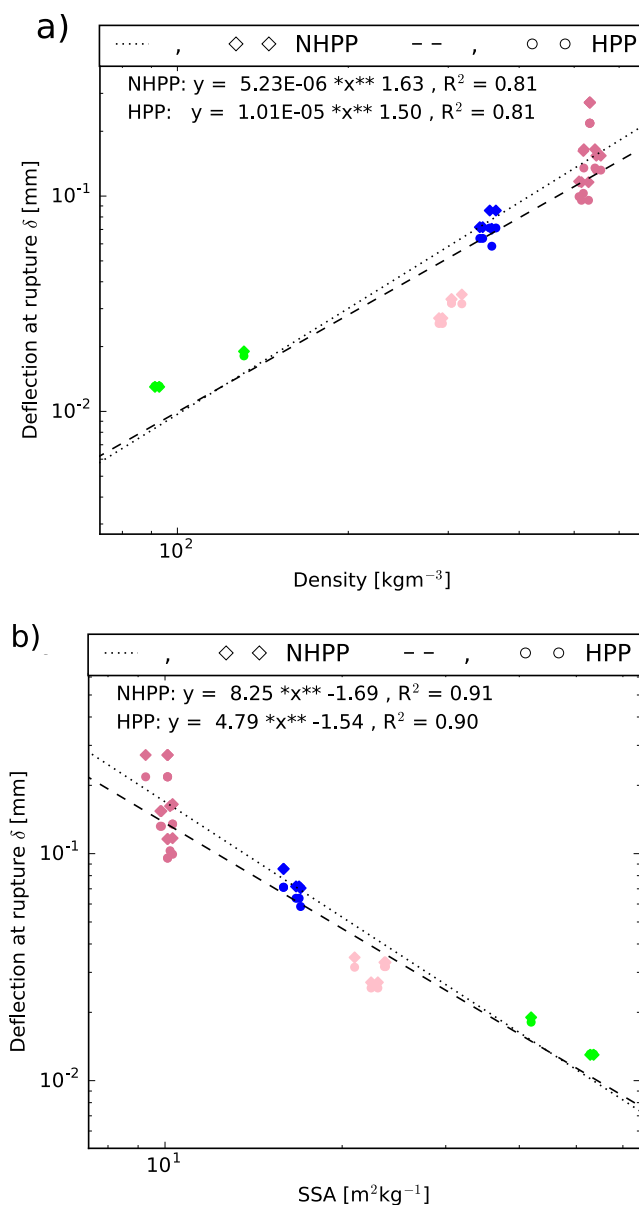 a)
, NHPP , HPP
NHPP: y = 5.23E-06 *x** 1.63 , R² = 0.81
HPP: y = 1.01E-05 *x** 1.50 , R² = 0.81
Deflection at rupture δ [mm]
10⁻¹
10⁻²
10²
Density [kgm⁻³]
b)
, NHPP , HPP
NHPP: y = 8.25 *x** -1.69 , R² = 0.91
HPP: y = 4.79 *x** -1.54 , R² = 0.90
Deflection at rupture δ [mm]
10⁻¹
10⁻²
10¹
SSA [m²kg⁻¹]